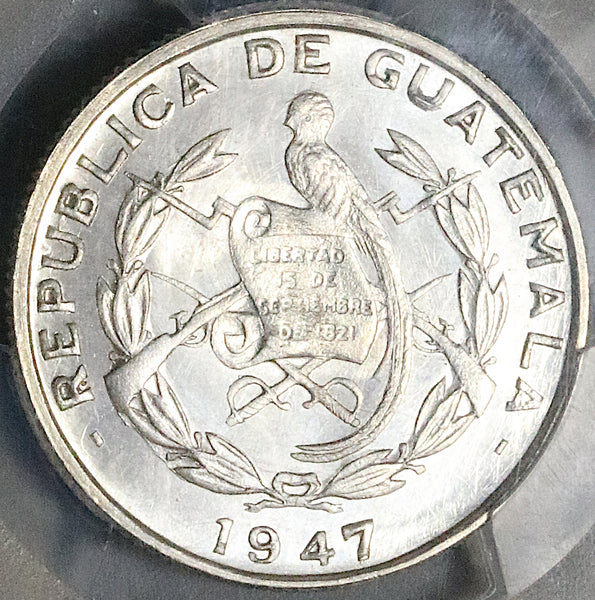 REPUBLICA DE GUATEMALA
LIBERTAD
15 DE
SEPTIEMBRE
DE 1821
1947